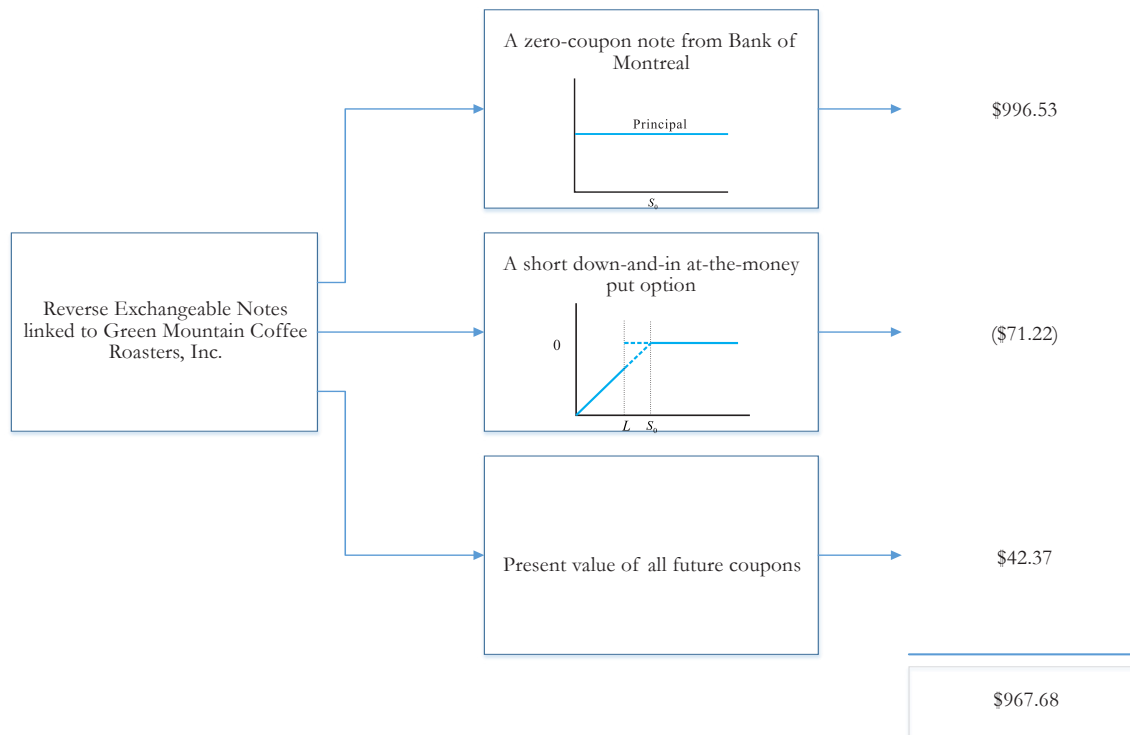 A zero-coupon note from Bank of
Montreal
Principal
S₀
$996.53
Reverse Exchangeable Notes
linked to Green Mountain Coffee
Roasters, Inc.
A short down-and-in at-the-money
put option
0
L S₀
($71.22)
Present value of all future coupons
$42.37
$967.68